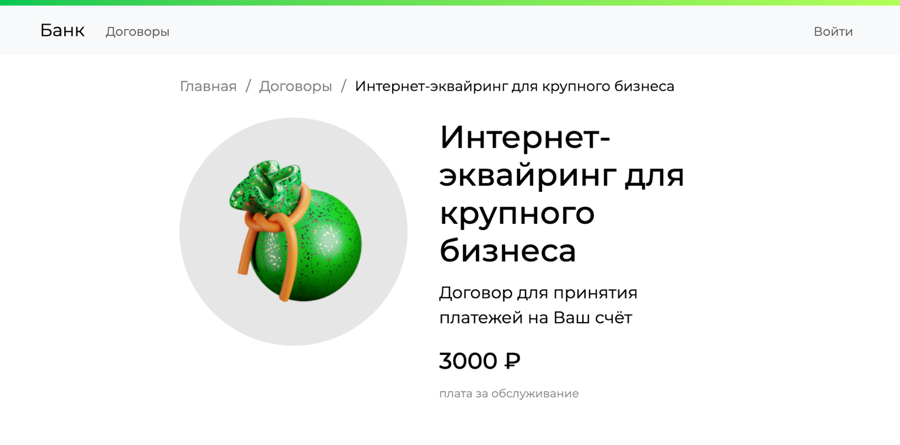 Банк
Договоры
Войти
Главная / Договоры / Интернет-эквайринг для крупного бизнеса
Интернет-
эквайринг для
крупного
бизнеса
Договор для принятия
платежей на Ваш счёт
3000 ₽
плата за обслуживание